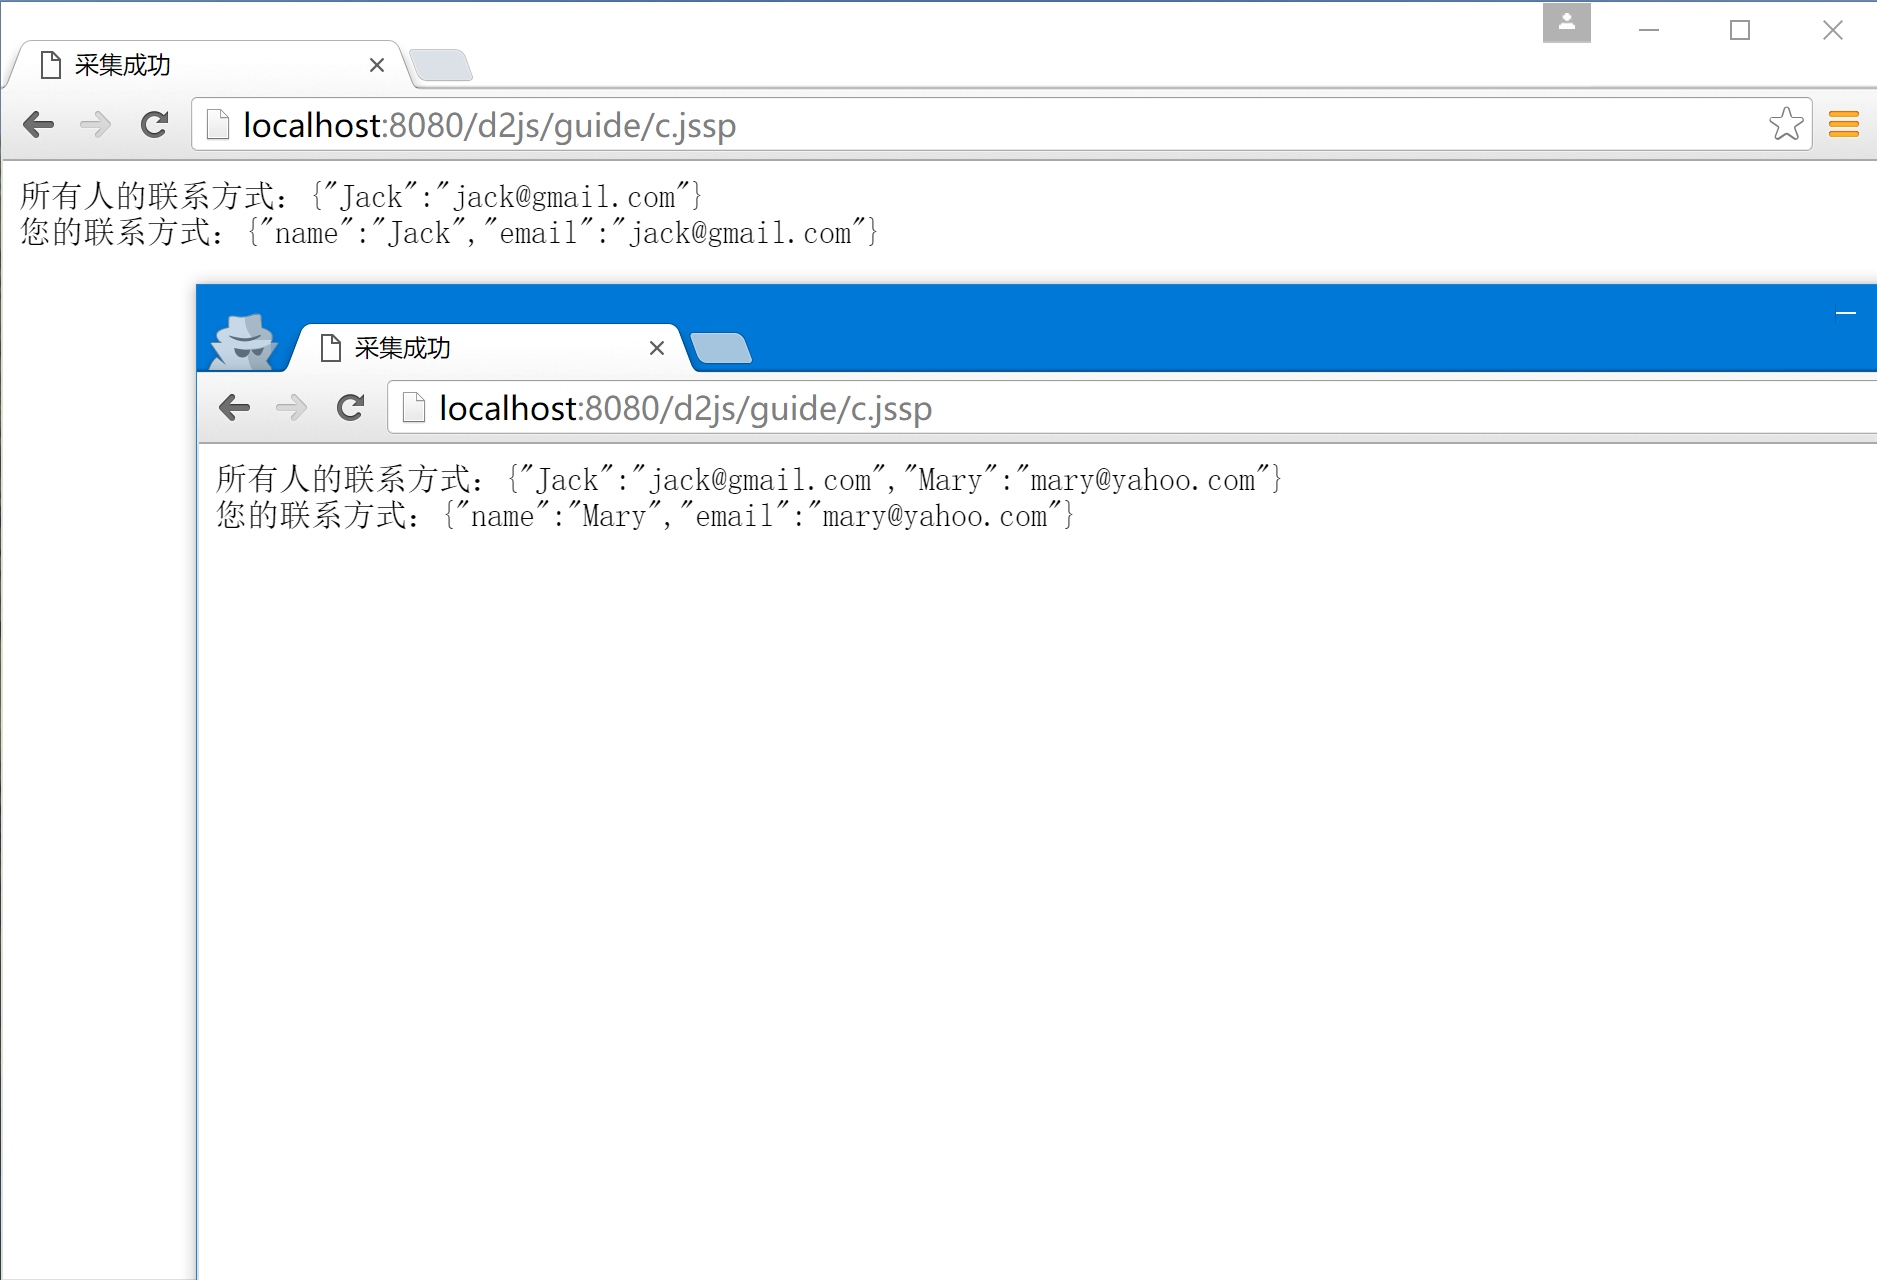 采集成功
localhost:8080/d2js/guide/c.jssp
所有人的联系方式：{"Jack":"jack@gmail.com"}
您的联系方式：{"name":"Jack","email":"jack@gmail.com"}
采集成功
localhost:8080/d2js/guide/c.jssp
所有人的联系方式：{"Jack":"jack@gmail.com","Mary":"mary@yahoo.com"}
您的联系方式：{"name":"Mary","email":"mary@yahoo.com"}